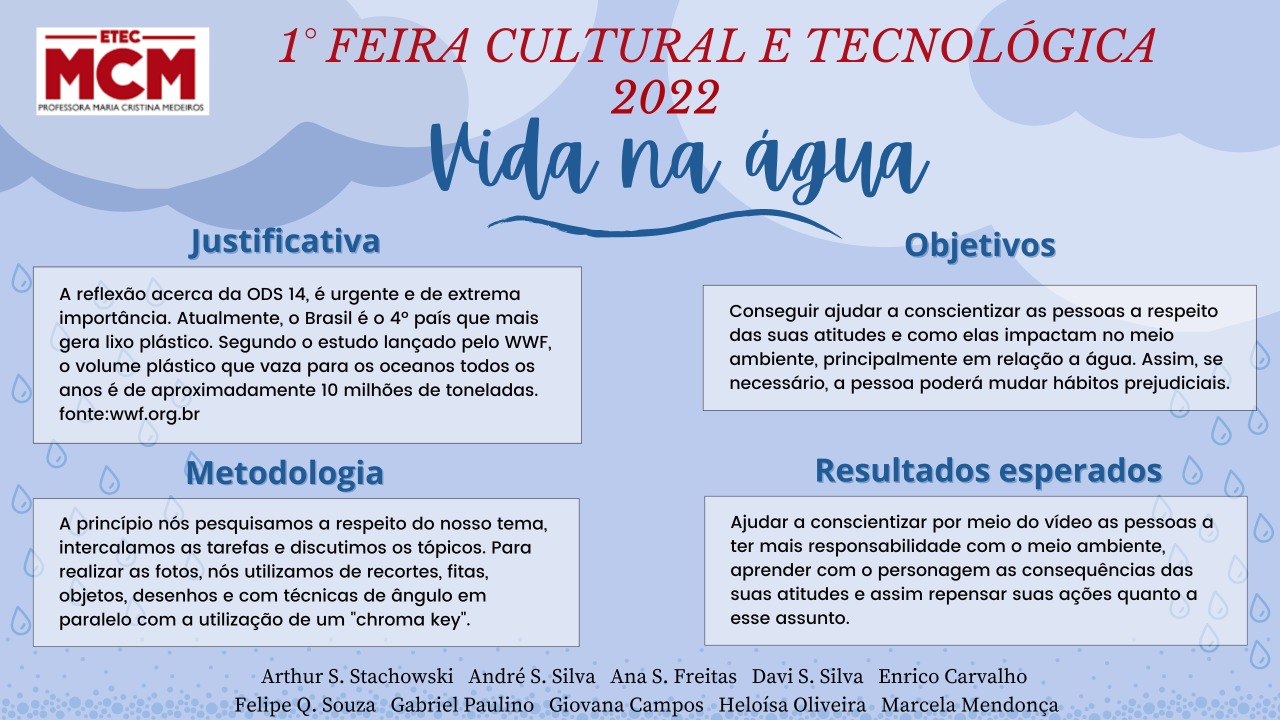 ETEC
MCM
PROFESSORA MARIA CRISTINA MEDEIROS
1° FEIRA CULTURAL E TECNOLÓGICA
2022
Vida na água
Justificativa
A reflexão acerca da ODS 14, é urgente e de extrema
importância. Atualmente, o Brasil é o 4º país que mais
gera lixo plástico. Segundo o estudo lançado pelo WWF,
o volume plástico que vaza para os oceanos todos os
anos é de aproximadamente 10 milhões de toneladas.
fonte:wwf.org.br
Objetivos
Conseguir ajudar a conscientizar as pessoas a respeito
das suas atitudes e como elas impactam no meio
ambiente, principalmente em relação a água. Assim, se
necessário, a pessoa poderá mudar hábitos prejudiciais.
Metodologia
A princípio nós pesquisamos a respeito do nosso tema,
intercalamos as tarefas e discutimos os tópicos. Para
realizar as fotos, nós utilizamos de recortes, fitas,
objetos, desenhos e com técnicas de ângulo em
paralelo com a utilização de um "chroma key".
Resultados esperados
Ajudar a conscientizar por meio do vídeo as pessoas a
ter mais responsabilidade com o meio ambiente,
aprender com o personagem as consequências das
suas atitudes e assim repensar suas ações quanto a
esse assunto.
Arthur S. Stachowski André S. Silva Ana S. Freitas Davi S. Silva Enrico Carvalho
Felipe Q. Souza Gabriel Paulino Giovana Campos Heloísa Oliveira Marcela Mendonça